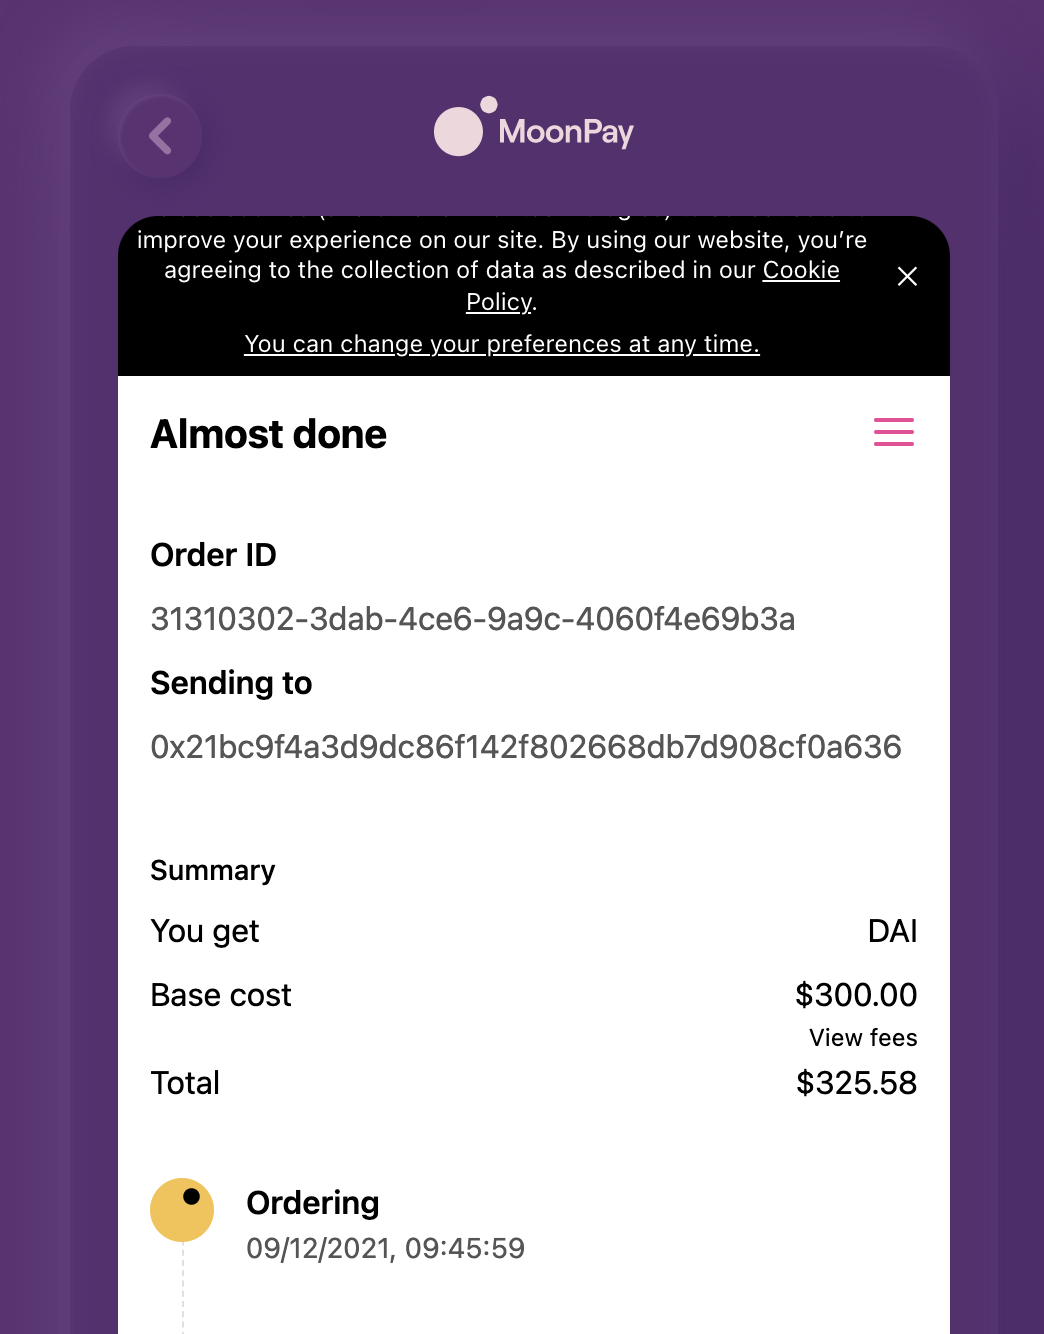 MoonPay
improve your experience on our site. By using our website, you’re
agreeing to the collection of data as described in our Cookie
Policy.
You can change your preferences at any time.
Almost done
Order ID
31310302-3dab-4ce6-9a9c-4060f4e69b3a
Sending to
0x21bc9f4a3d9dc86f142f802668db7d908cf0a636
Summary
You get DAI
Base cost $300.00
View fees
Total $325.58
Ordering
09/12/2021, 09:45:59